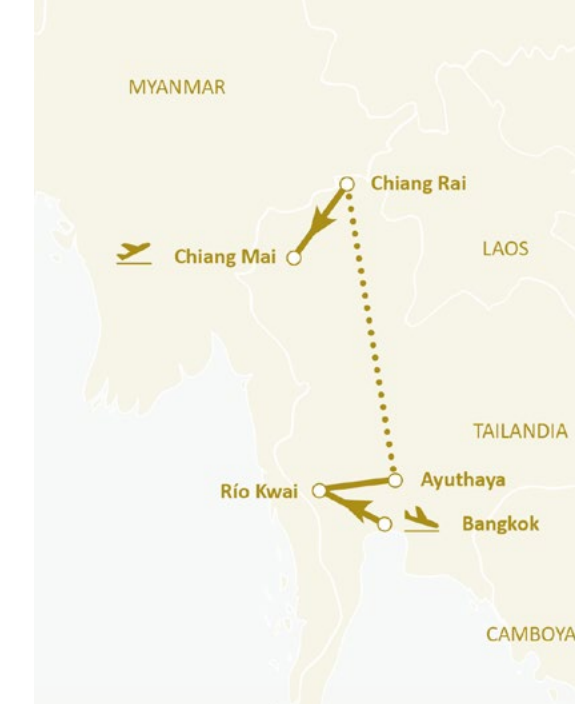 MYANMAR
Chiang Rai
LAOS
Chiang Mai
TAILANDIA
Ayuthaya
Río Kwai
Bangkok
CAMBOYA